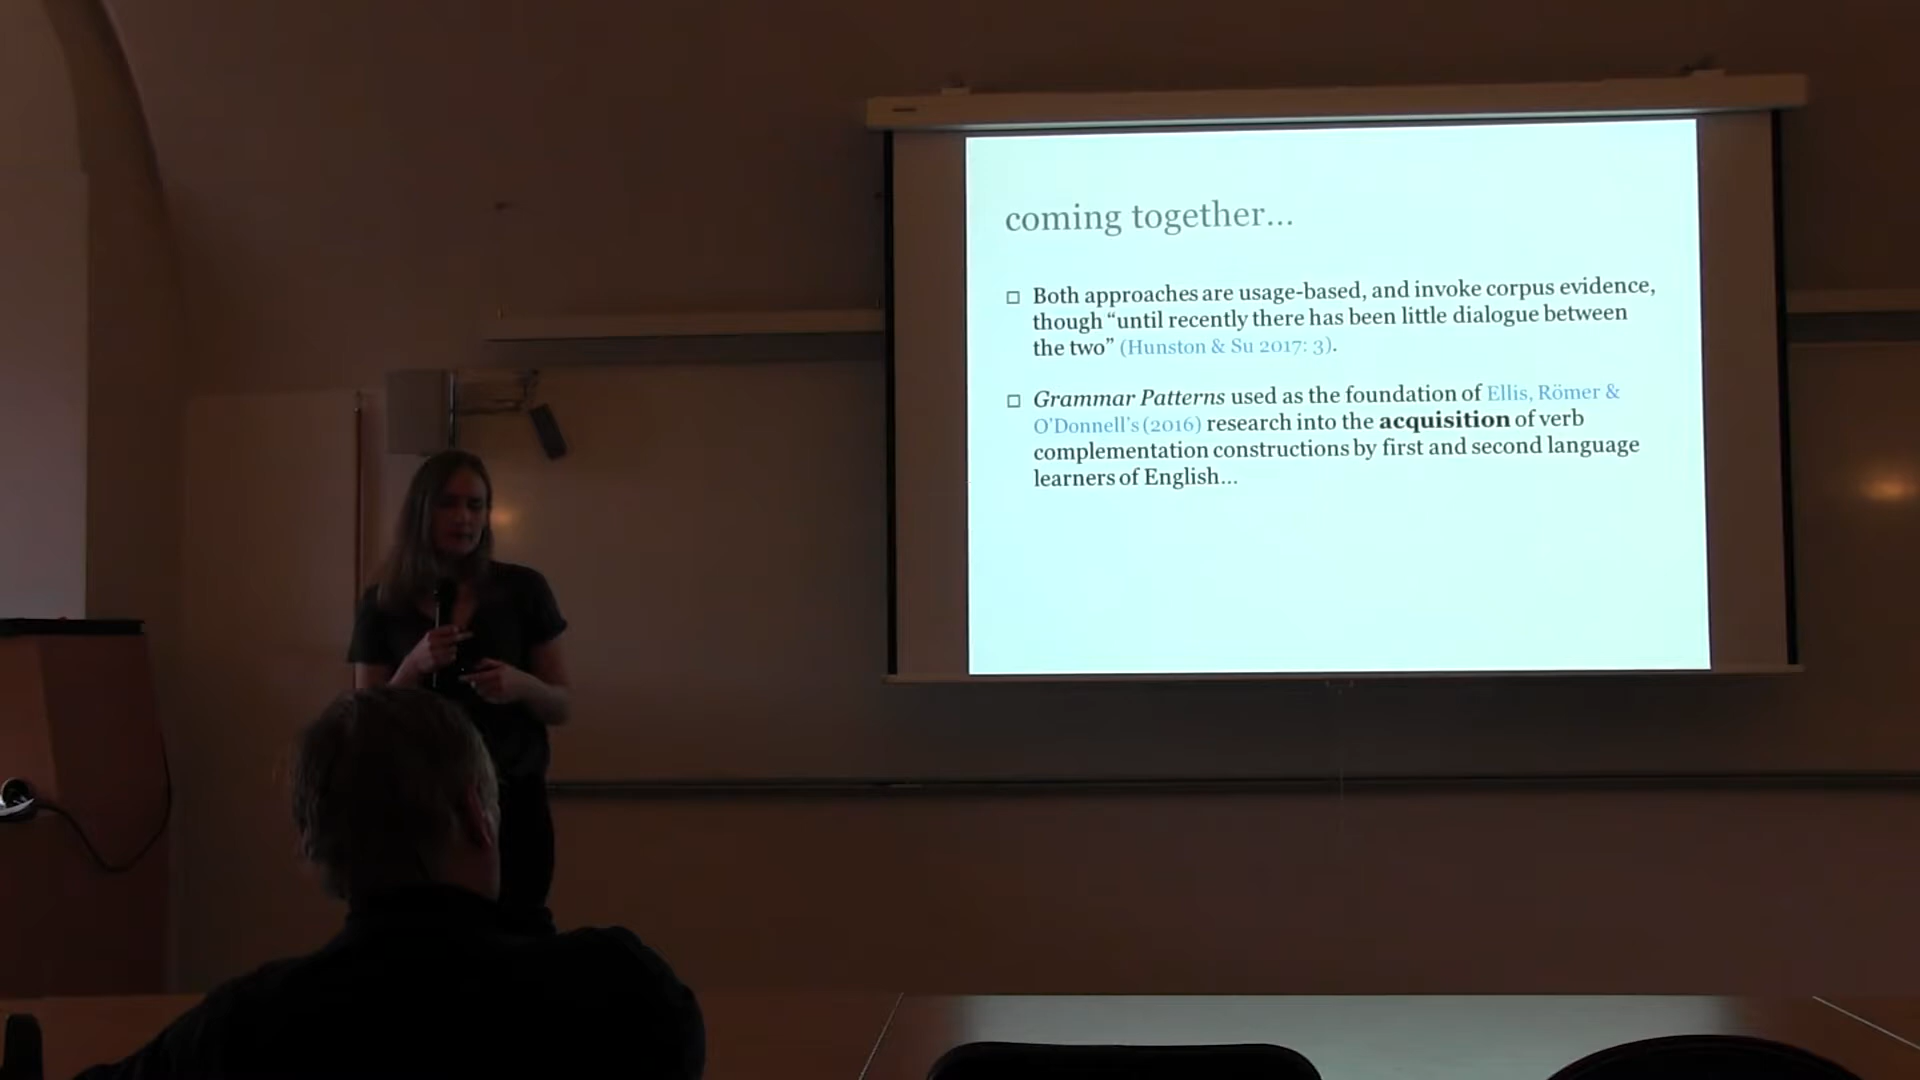 coming together...
□ Both approaches are usage-based, and invoke corpus evidence,
though “until recently there has been little dialogue between
the two” (Hunston & Su 2017: 3).
□ Grammar Patterns used as the foundation of Ellis, Römer &
O’Donnell’s (2016) research into the acquisition of verb
complementation constructions by first and second language
learners of English...